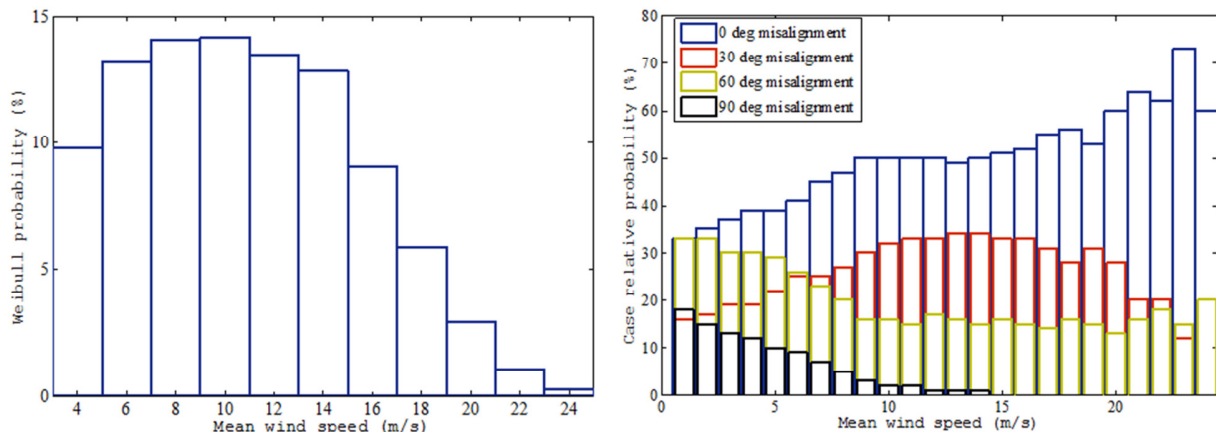 15
10
5
0
Weibull probability (%)
4 6 8 10 12 14 16 18 20 22 24
Mean wind speed (m/s)
80
70
60
50
40
30
20
10
0
Case relative probability (%)
0 deg misalignment
30 deg misalignment
60 deg misalignment
90 deg misalignment
0 5 10 15 20
Mean wind speed (m/s)